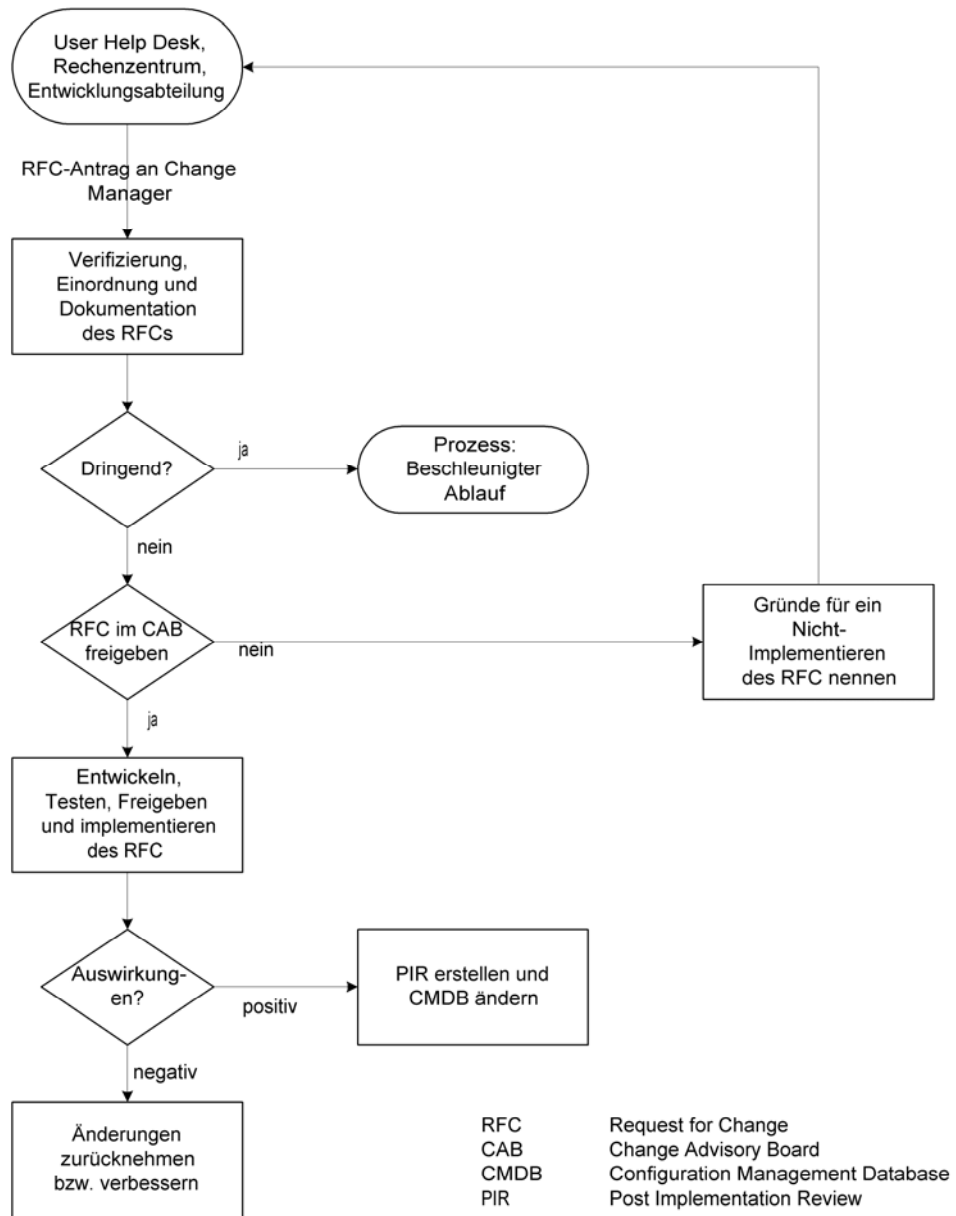 User Help Desk,
Rechenzentrum,
Entwicklungsabteilung
RFC-Antrag an Change
Manager
Verifizierung,
Einordnung und
Dokumentation
des RFCs
Dringend?
ja
Prozess:
Beschleunigter
Ablauf
nein
RFC im CAB
freigeben
nein
Gründe für ein
Nicht-
Implementieren
des RFC nennen
ja
Entwickeln,
Testen, Freigeben
und implementieren
des RFC
Auswirkung-
en?
positiv
PIR erstellen und
CMDB ändern
negativ
Änderungen
zurücknehmen
bzw. verbessern
RFC Request for Change
CAB Change Advisory Board
CMDB Configuration Management Database
PIR Post Implementation Review